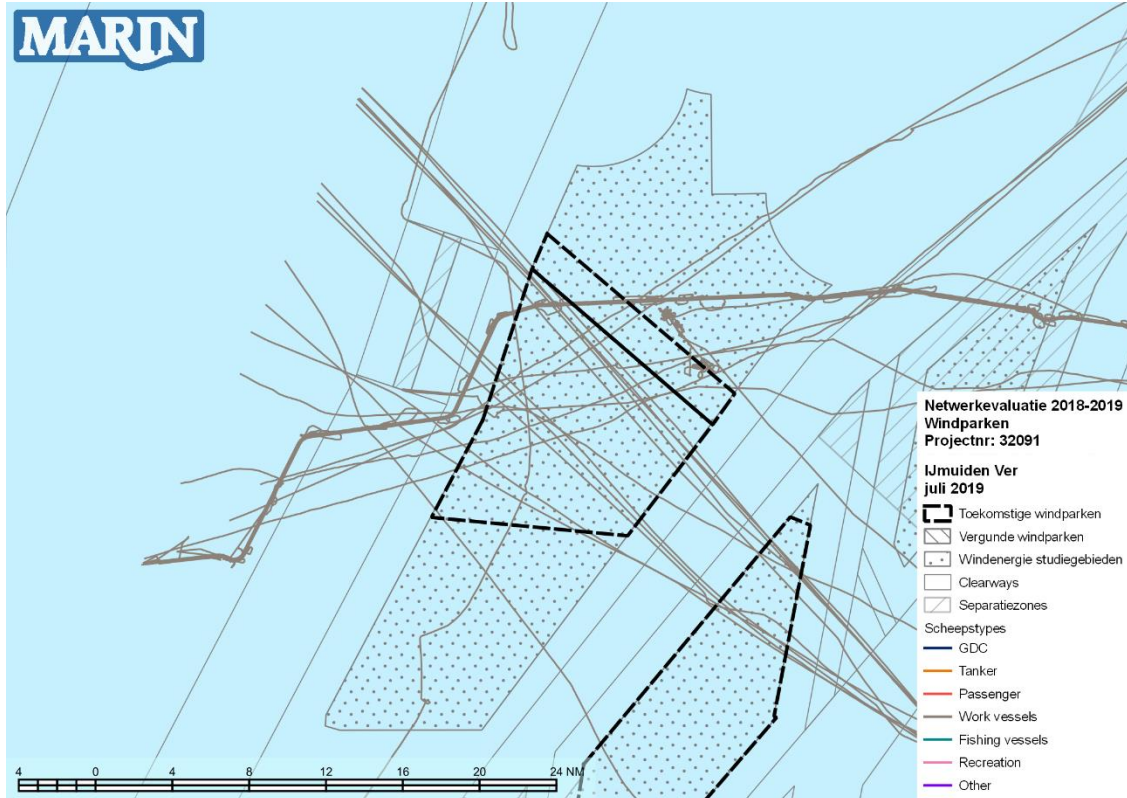 MARIN
Netwerkevaluatie 2018-2019
Windparken
Projectnr: 32091
IJmuiden Ver
juli 2019
Toekomstige windparken
Vergunde windparken
Windenergie studiegebieden
Clearways
Separatiezones
Scheepstypes
GDC
Tanker
Passenger
Work vessels
Fishing vessels
Recreation
Other
4 0 4 8 12 16 20 24 NM